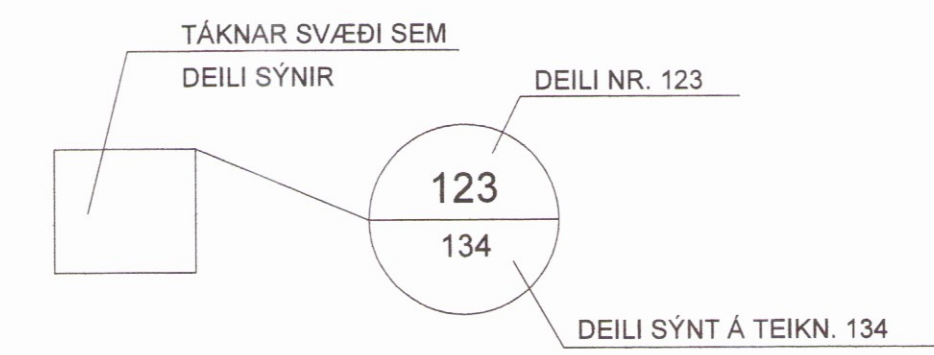 TÁKNAR SVÆÐI SEM
DEILI SÝNIR
DEILI NR. 123
123
134
DEILI SÝNT Á TEIKN. 134